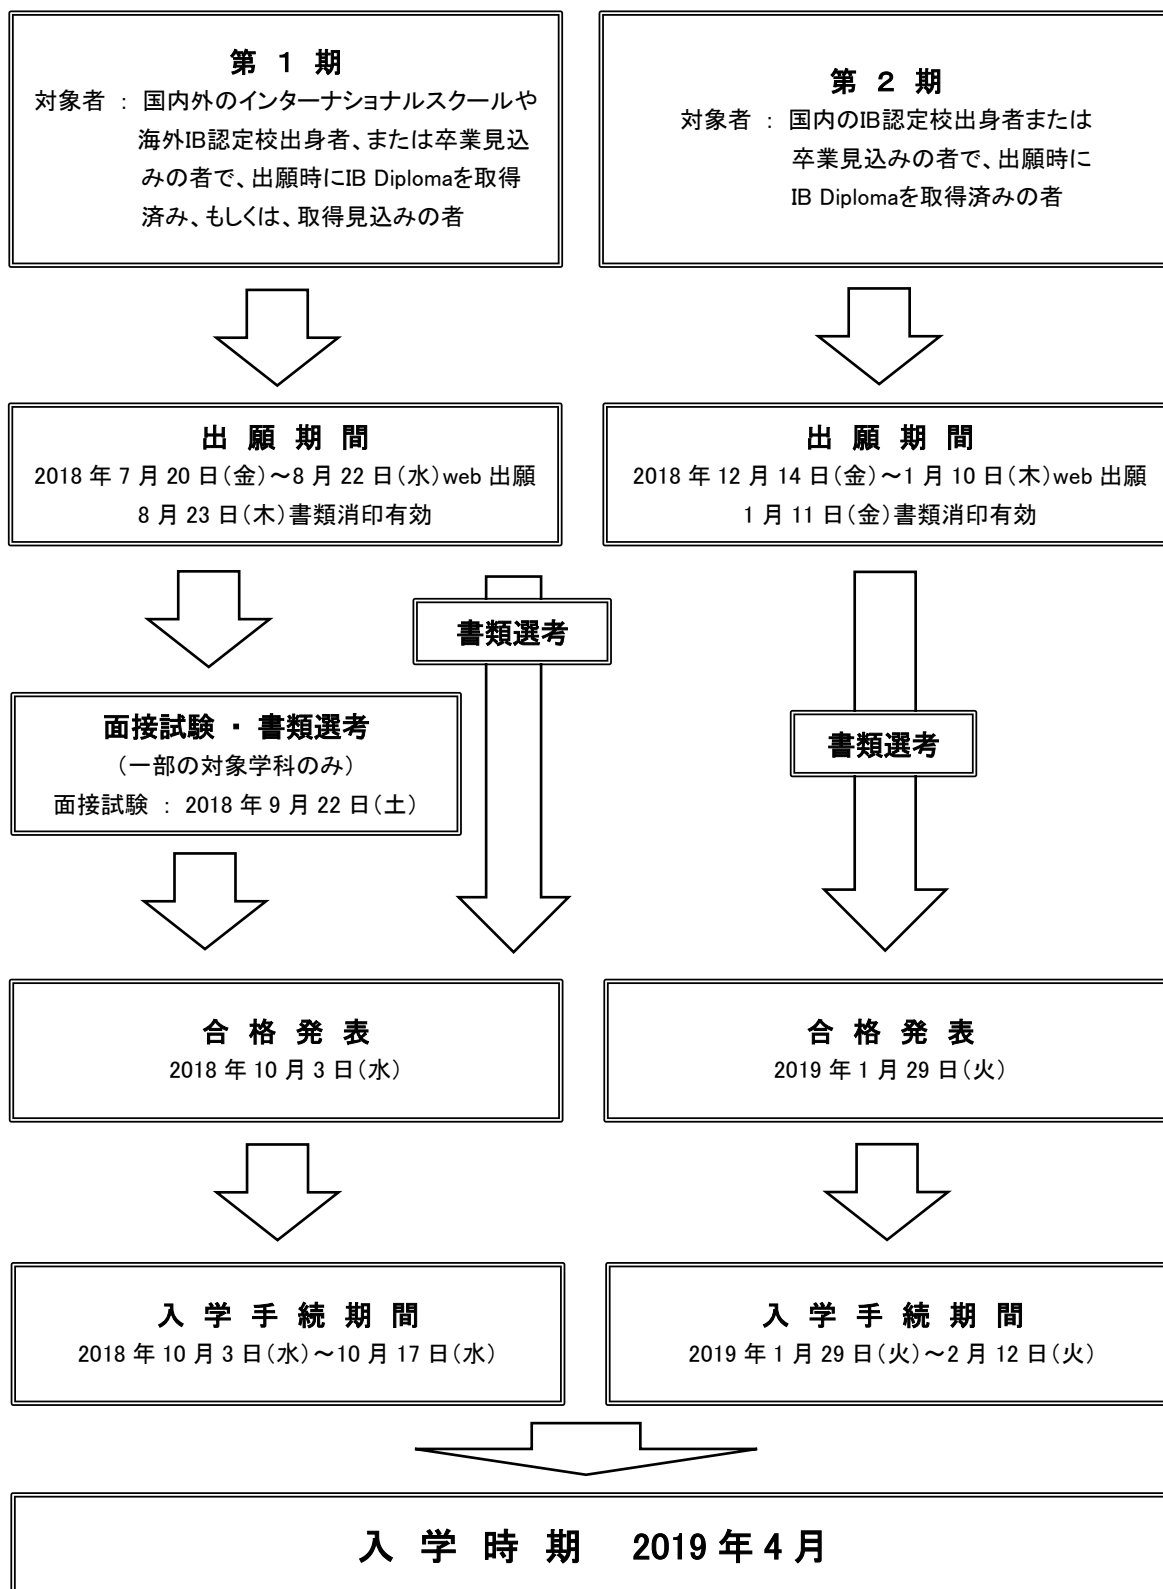 第 １ 期
対象者 ： 国内外のインターナショナルスクールや
海外IB認定校出身者、または卒業見込
みの者で、出願時にIB Diplomaを取得
済み、もしくは、取得見込みの者
第 ２ 期
対象者 ： 国内のIB認定校出身者または
卒業見込みの者で、出願時に
IB Diplomaを取得済みの者
出 願 期 間
2018 年 7 月 20 日（金）～8 月 22 日（水）web 出願
8 月 23 日（木）書類消印有効
出 願 期 間
2018 年 12 月 14 日（金）～1 月 10 日（木）web 出願
1 月 11 日（金）書類消印有効
書類選考
面接試験 ・ 書類選考
（一部の対象学科のみ）
面接試験 ： 2018 年 9 月 22 日（土）
書類選考
合 格 発 表
2018 年 10 月 3 日（水）
合 格 発 表
2019 年 1 月 29 日（火）
入 学 手 続 期 間
2018 年 10 月 3 日（水）～10 月 17 日（水）
入 学 手 続 期 間
2019 年 1 月 29 日（火）～2 月 12 日（火）
入 学 時 期 2019 年 4 月